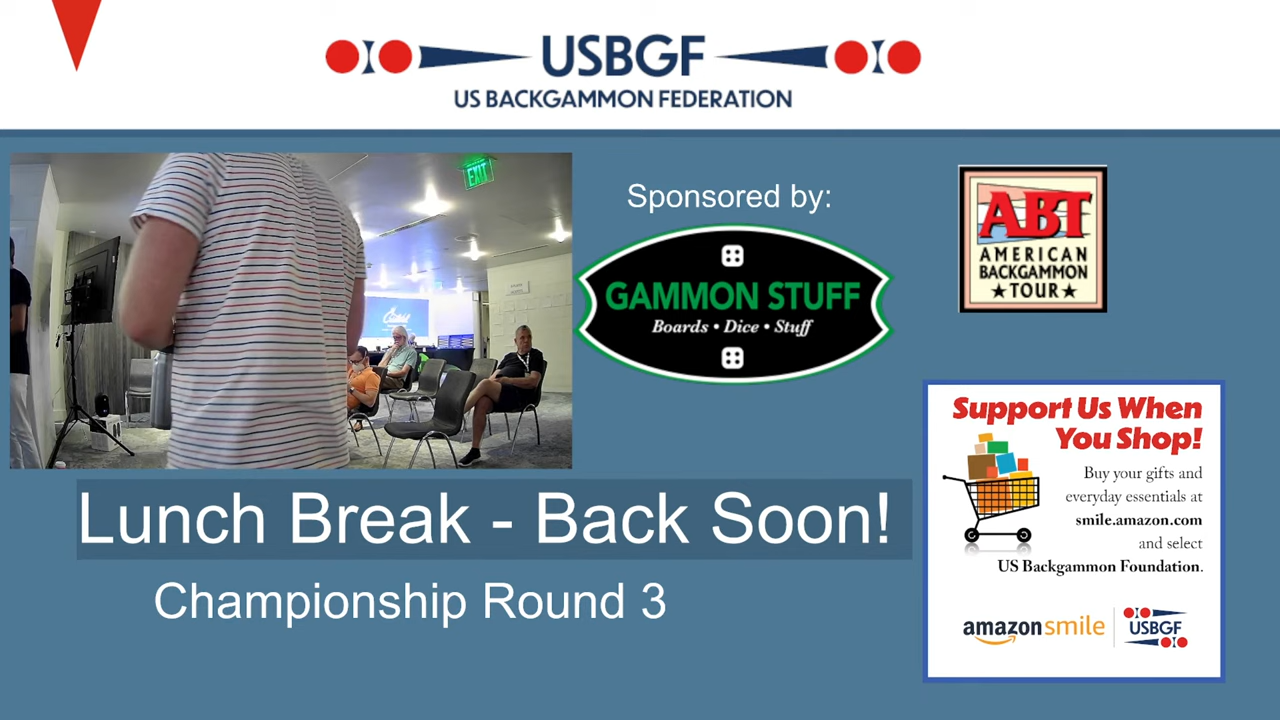 USBGF
US BACKGAMMON FEDERATION
EXIT
Sponsored by:
GAMMON STUFF
Boards • Dice • Stuff
ABT
AMERICAN
BACKGAMMON
★TOUR★
Lunch Break - Back Soon!
Championship Round 3
Support Us When
You Shop!
Buy your gifts and
everyday essentials at
smile.amazon.com
and select
US Backgammon Foundation.
amazonsmile
USBGF